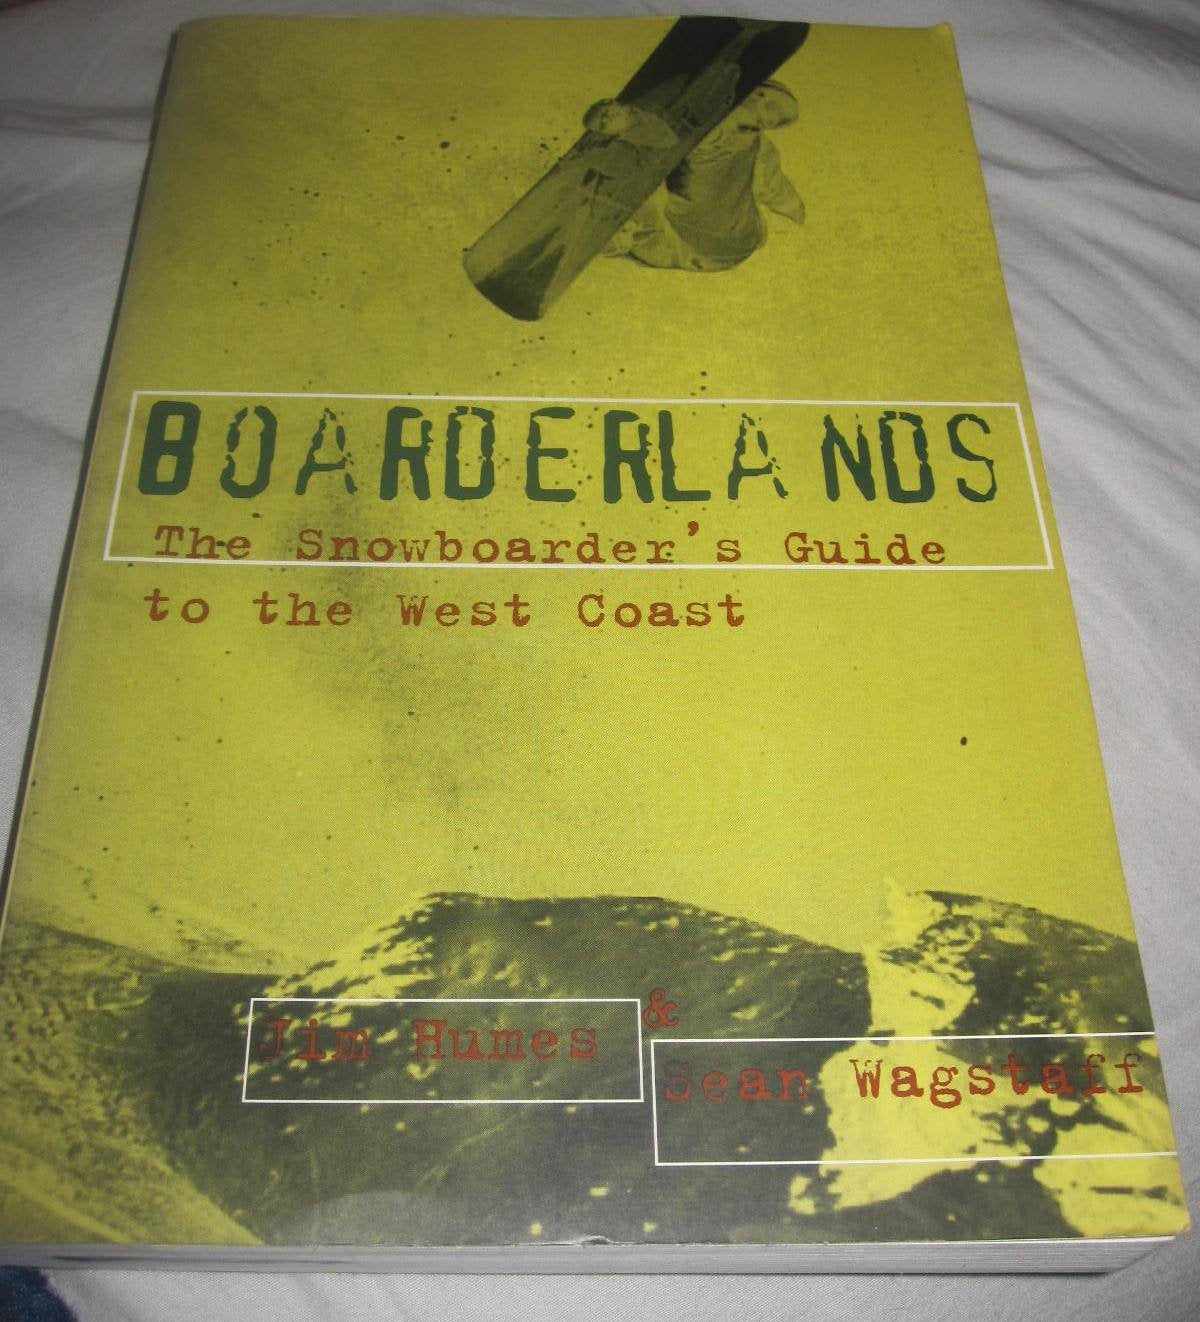 BOARDERLANDS
The Snowboarder's Guide
to the West Coast
Jim Humes
&
Sean Wagstaff